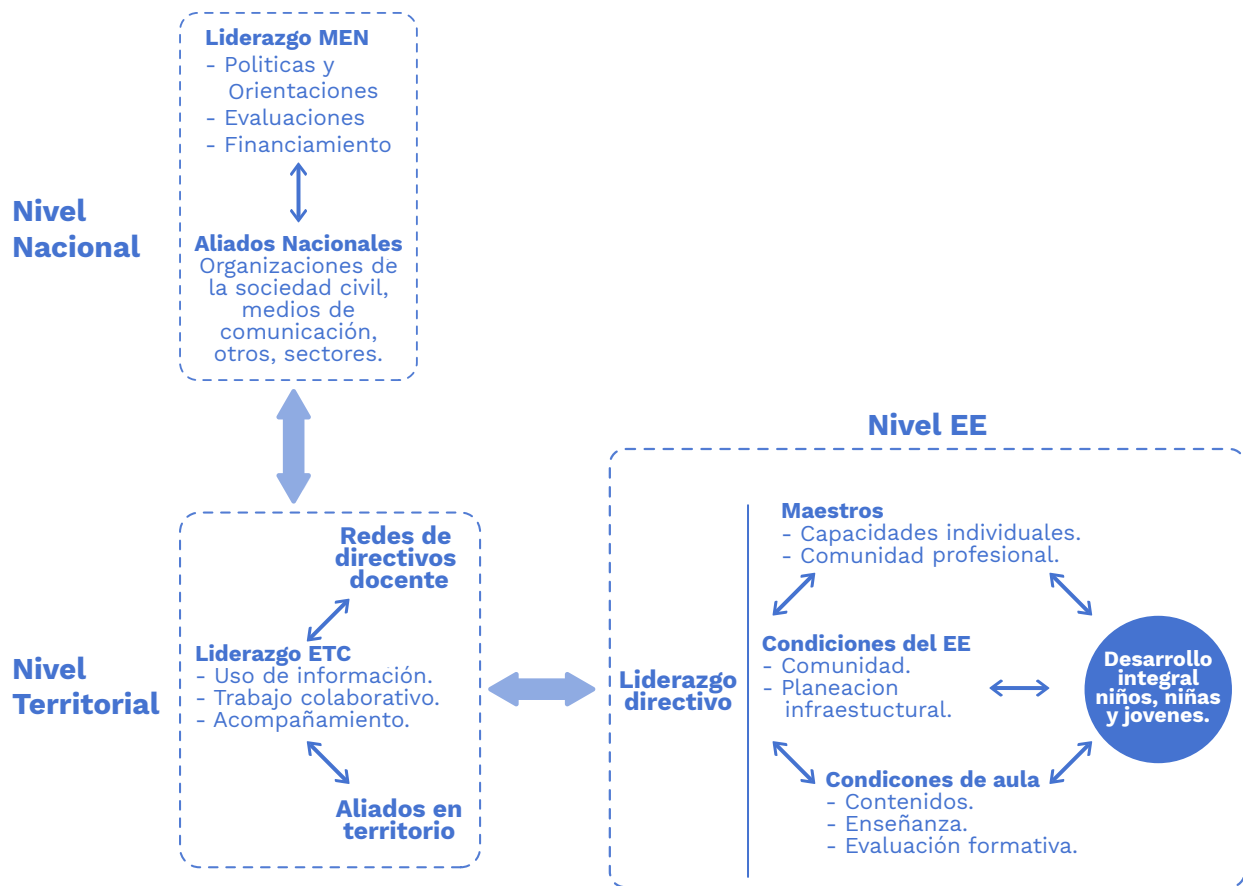 Liderazgo MEN
- Politicas y
Orientaciones
- Evaluaciones
- Financiamiento
Nivel
Nacional
Aliados Nacionales
Organizaciones de
la sociedad civil,
medios de
comunicación,
otros, sectores.
Nivel
Territorial
Redes de
directivos
docente
Liderazgo ETC
- Uso de información.
- Trabajo colaborativo.
- Acompañamiento.
Aliados en
territorio
Nivel EE
Liderazgo
directivo
Maestros
- Capacidades individuales.
- Comunidad profesional.
Condiciones del EE
- Comunidad.
- Planeacion
infraestuctural.
Condicones de aula
- Contenidos.
- Enseñanza.
- Evaluación formativa.
Desarrollo
integral
niños, niñas
y jovenes.